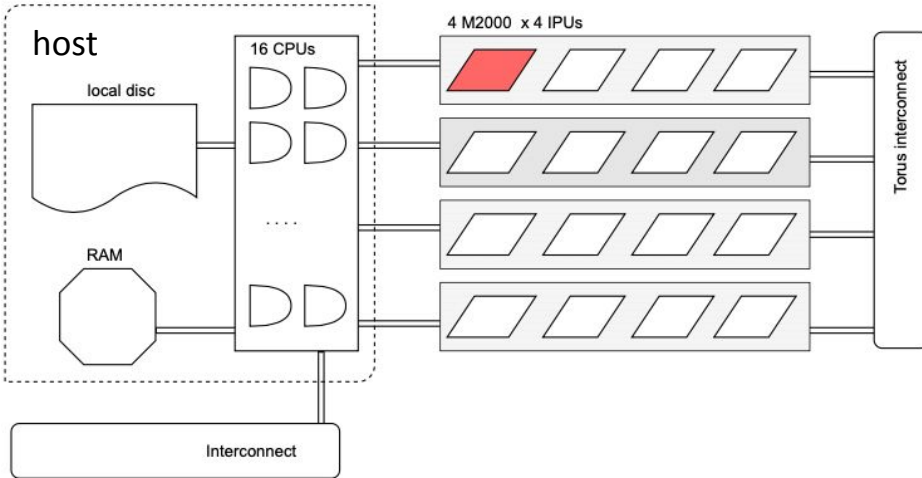 host
16 CPUs
4 M2000 x 4 IPUs
local disc
Torus interconnect
. . . .
RAM
Interconnect